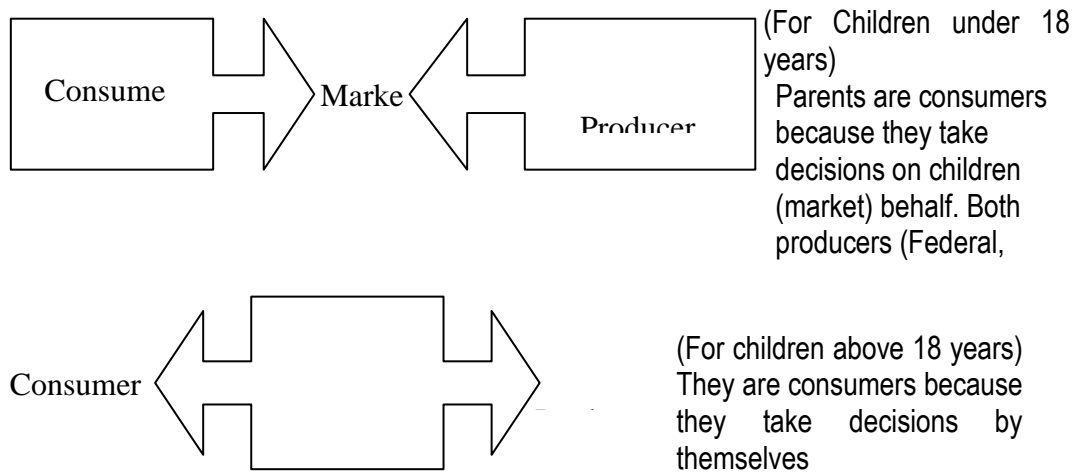 (For Children under 18
years)
Parents are consumers
because they take
decisions on children
(market) behalf. Both
producers (Federal,
Consume
Marke
Producer
(For children above 18 years)
They are consumers because
they take decisions by
themselves
Consumer